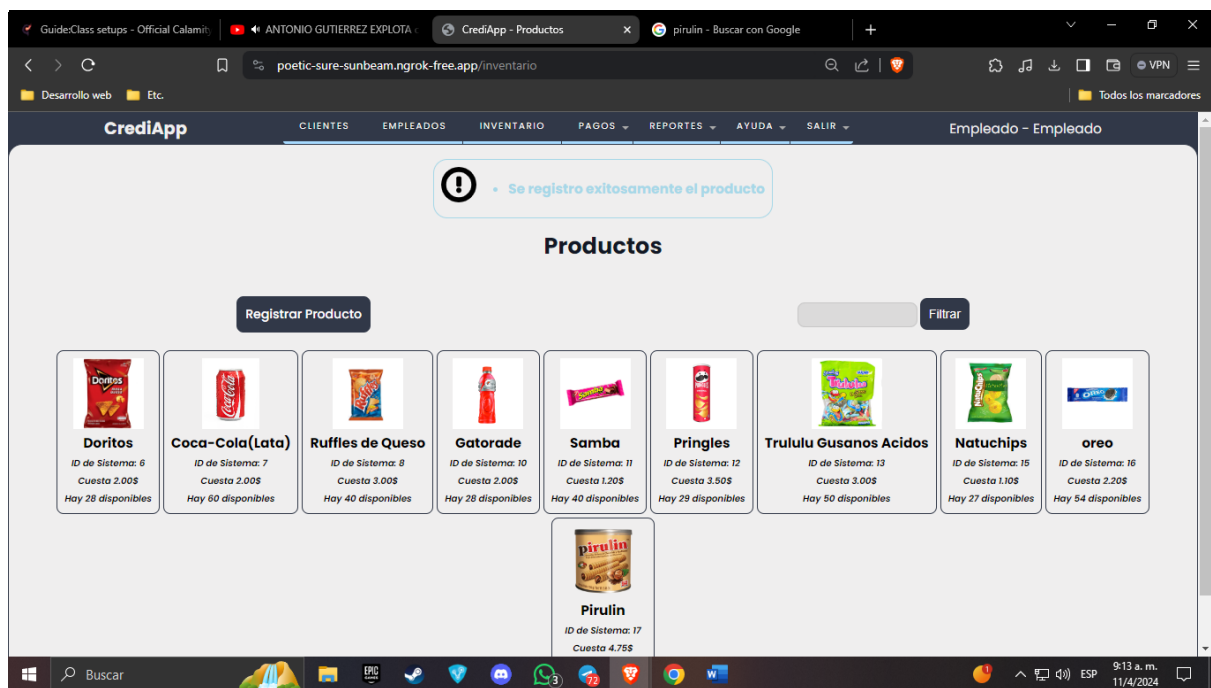 Guide:Class setups - Official Calamity
ANTONIO GUTIERREZ EXPLOTA c
CrediApp - Productos
pirulin - Buscar con Google
poetic-sure-sunbeam.ngrok-free.app/inventario
VPN
Desarrollo web
Etc.
Todos los marcadores
CrediApp
CLIENTES
EMPLEADOS
INVENTARIO
PAGOS
REPORTES
AYUDA
SALIR
Empleado - Empleado
Se registro exitosamente el producto
Productos
Registrar Producto
Filtrar
Doritos
ID de Sistema: 6
Cuesta 2.00$
Hay 28 disponibles
Coca-Cola(Lata)
ID de Sistema: 7
Cuesta 2.00$
Hay 60 disponibles
Ruffles de Queso
ID de Sistema: 8
Cuesta 3.00$
Hay 40 disponibles
Gatorade
ID de Sistema: 10
Cuesta 2.00$
Hay 28 disponibles
Samba
ID de Sistema: 11
Cuesta 1.20$
Hay 40 disponibles
Pringles
ID de Sistema: 12
Cuesta 3.50$
Hay 29 disponibles
Trululu Gusanos Acidos
ID de Sistema: 13
Cuesta 3.00$
Hay 50 disponibles
Natuchips
ID de Sistema: 15
Cuesta 1.10$
Hay 27 disponibles
oreo
ID de Sistema: 16
Cuesta 2.20$
Hay 54 disponibles
pirulin
Pirulin
ID de Sistema: 17
Cuesta 4.75$
Buscar
EPIC
3
72
1
ESP
9:13 a. m.
11/4/2024